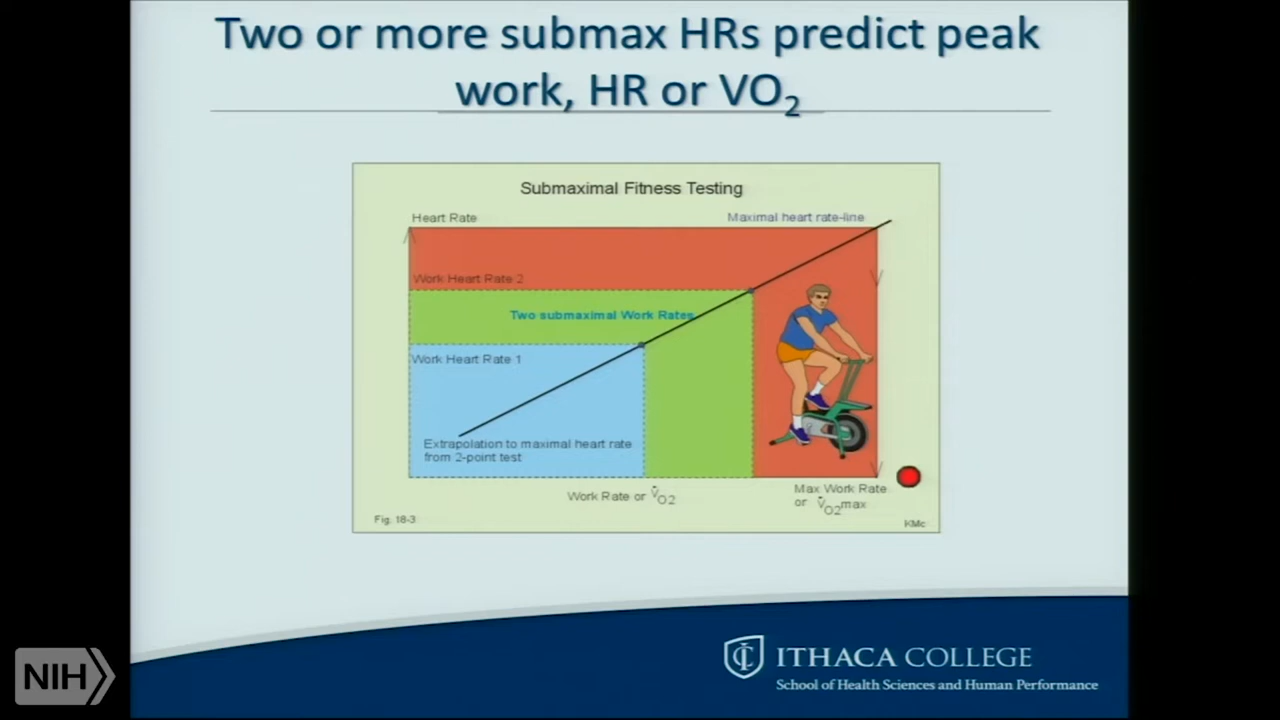 Two or more submax HRs predict peak
work, HR or VO2
Submaximal Fitness Testing
Heart Rate
Maximal heart rate-line
Work Heart Rate 2
Two submaximal Work Rates
Work Heart Rate 1
Extrapolation to maximal heart rate
from 2-point test
Work Rate or V̇O2
Max Work Rate
or V̇O2max
Fig. 18-3
KMc
ITHACA COLLEGE
School of Health Sciences and Human Performance
NIH